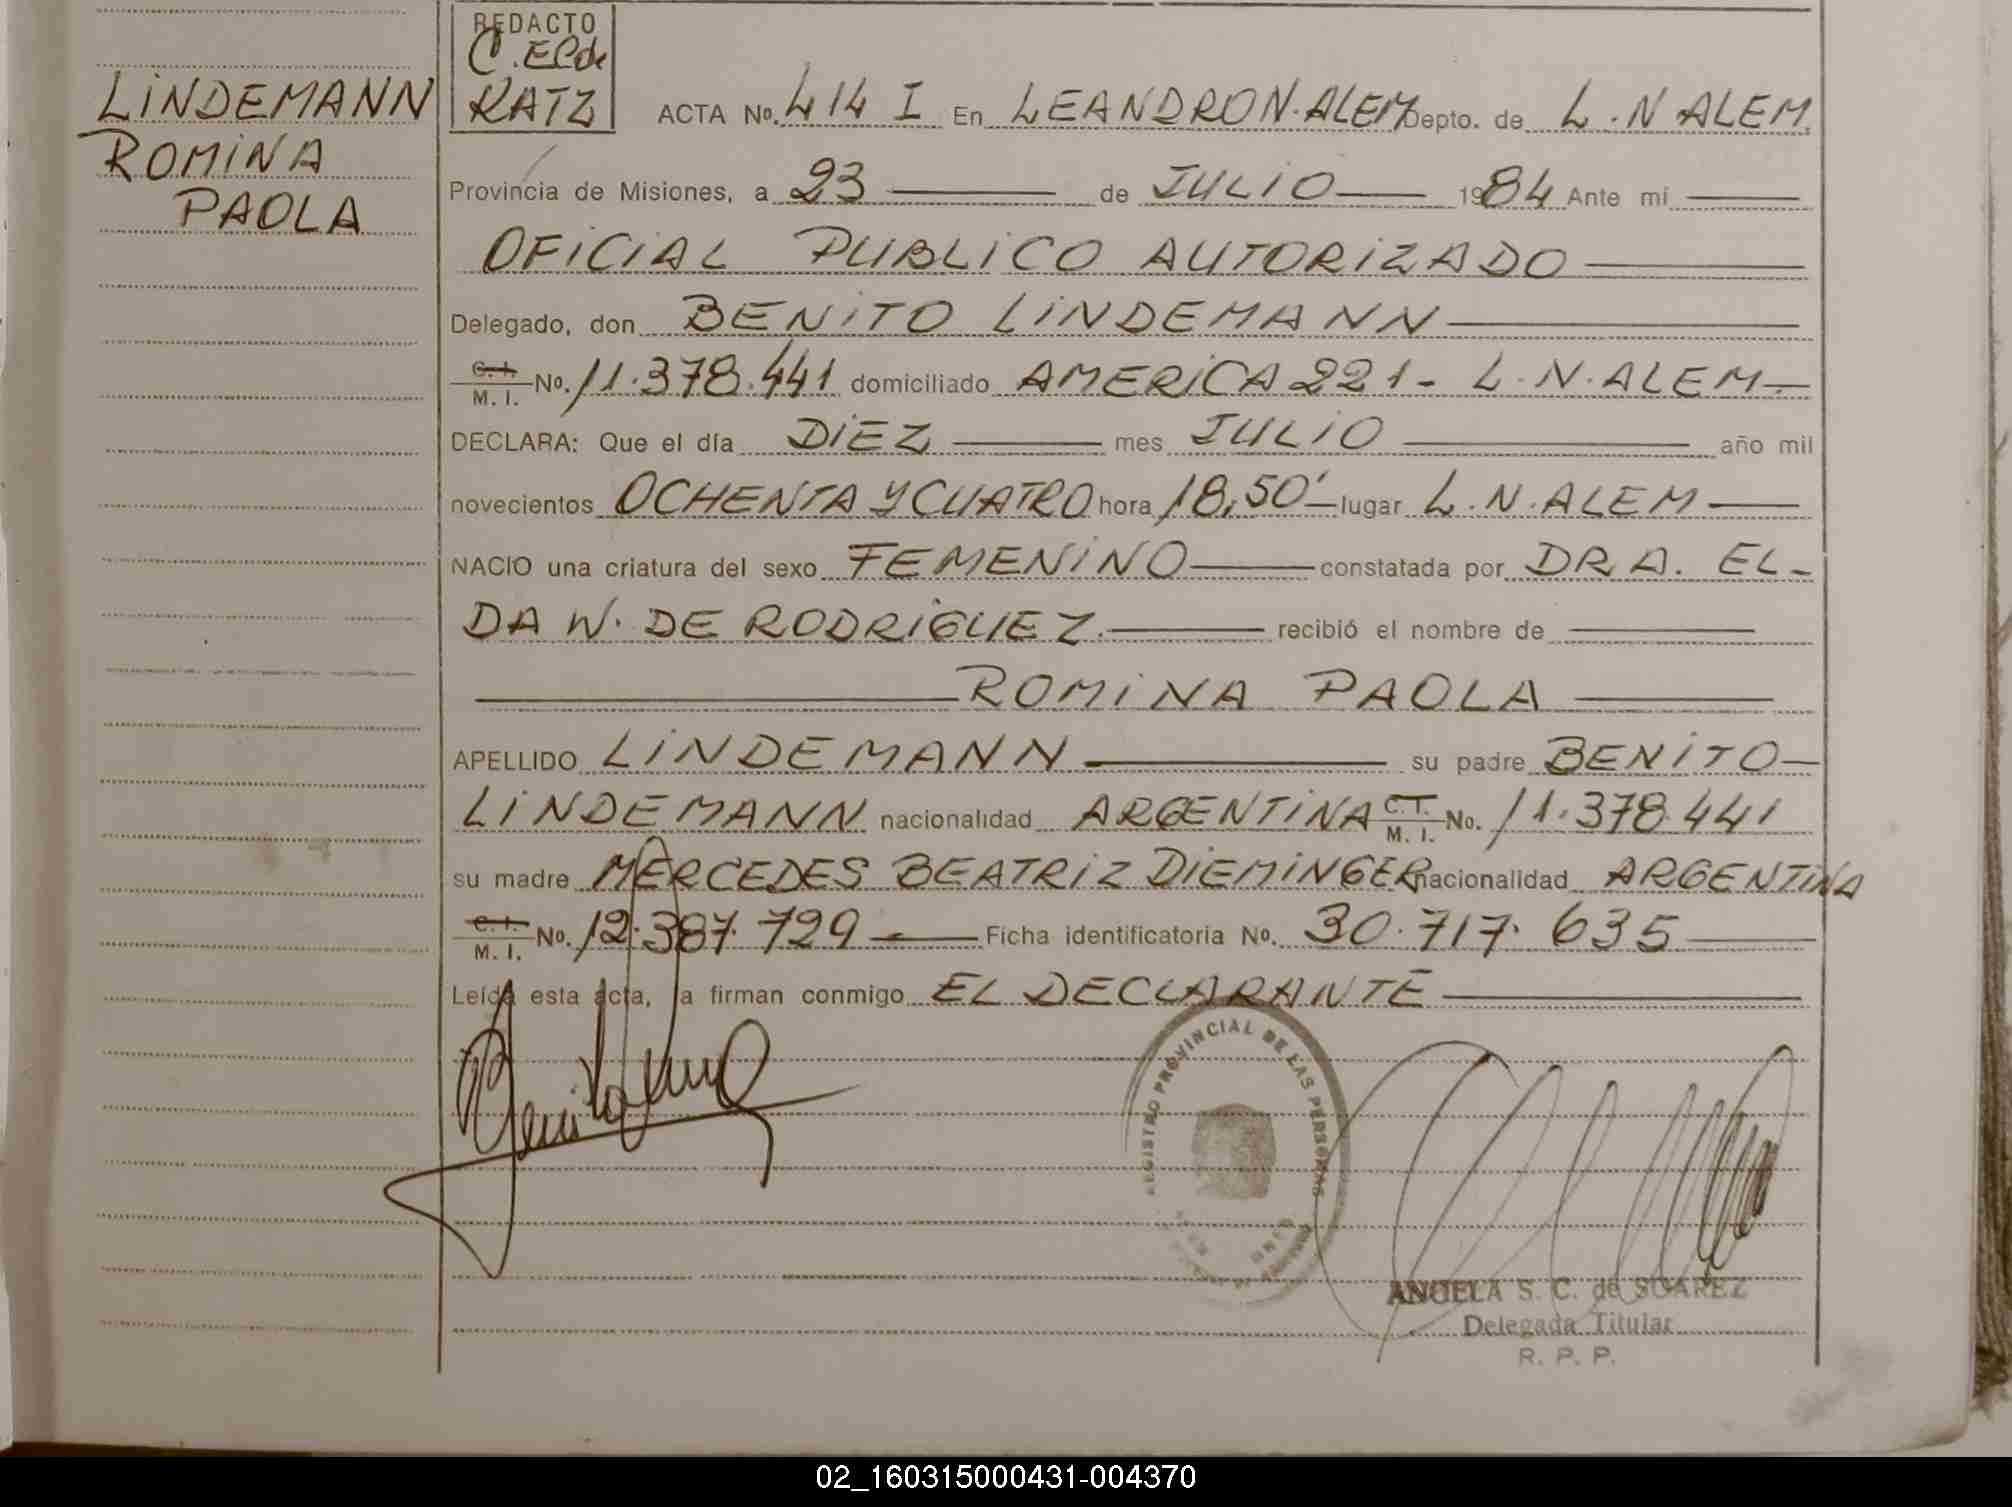 LINDEMANN
ROMINA
PAOLA
REDACTO
C. El de
KATZ
ACTA No. 414 I En LEANDRO N. ALEM Depto. de L. N ALEM.
Provincia de Misiones, a 23 de JULIO 1984 Ante mí
OFICIAL PUBLICO AUTORIZADO
Delegado, don BENITO LINDEMANN
C. I.
M. I. No. 11.378.441 domiciliado AMERICA 221 - L. N. ALEM.
DECLARA: Que el día DIEZ mes JULIO año mil
novecientos OCHENTA Y CUATRO hora 18,50' lugar L. N. ALEM
NACIO una criatura del sexo FEMENINO constatada por DRA. EL-
DA W. DE RODRIGUEZ. recibió el nombre de
ROMINA PAOLA
APELLIDO LINDEMANN su padre BENITO
LINDEMANN nacionalidad ARGENTINA C. I.
M. I. No. 11.378.441
su madre MERCEDES BEATRIZ DIEMINGER nacionalidad ARGENTINA
C. I.
M. I. No. 12.387.729 Ficha identificatoria No. 30.717.635
Leída esta acta, la firman conmigo EL DECLARANTE
REGISTRO PROVINCIAL DE LAS PERSONAS
ANGELA S. C. de SUAREZ
Delegada Titular
R. P. P.
02_160315000431-004370